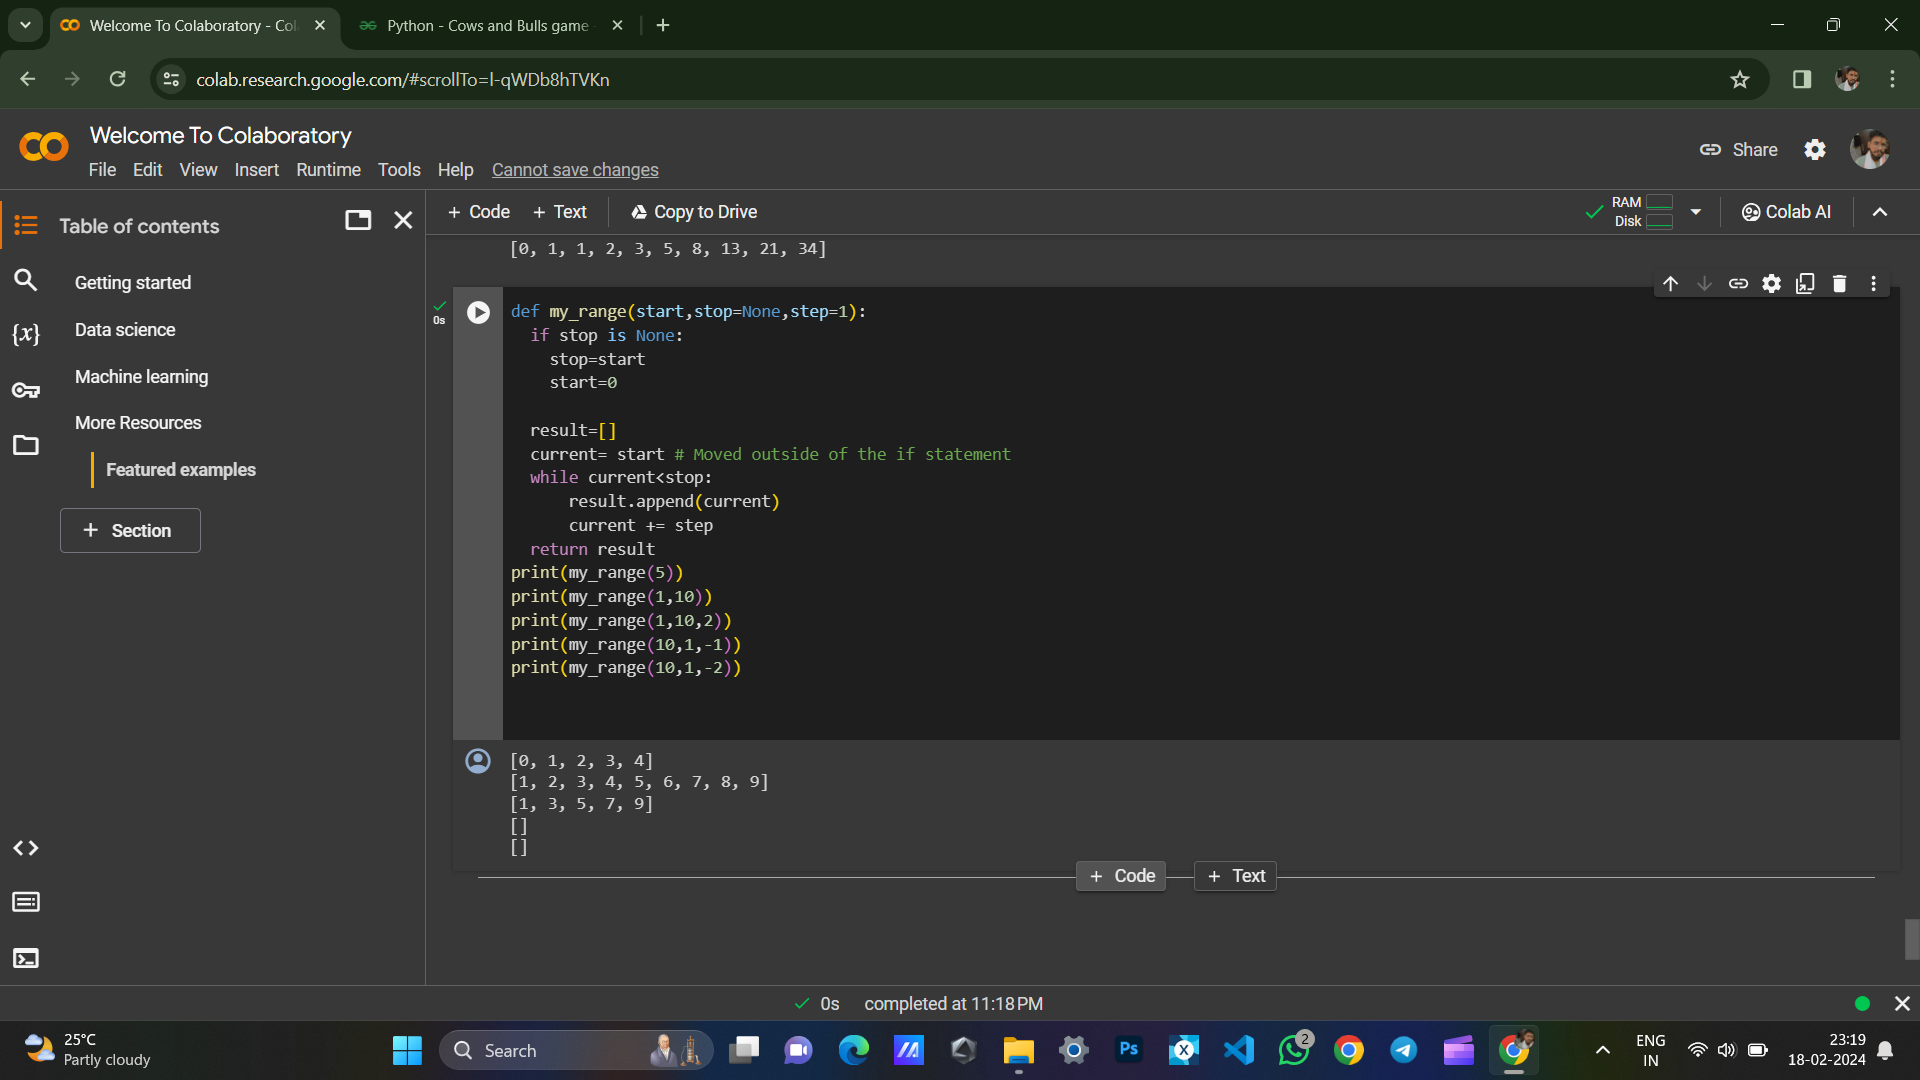 Welcome To Colaboratory - Col
Python - Cows and Bulls game
colab.research.google.com/#scrollTo=l-qWDb8hTVKn
Welcome To Colaboratory
File Edit View Insert Runtime Tools Help Cannot save changes
Share
+ Code + Text Copy to Drive
RAM
Disk
Colab AI
Table of contents
Getting started
Data science
Machine learning
More Resources
Featured examples
+ Section
[0, 1, 1, 2, 3, 5, 8, 13, 21, 34]
0s
def my_range(start,stop=None,step=1):
  if stop is None:
    stop=start
    start=0
  result=[]
  current= start # Moved outside of the if statement
  while current<stop:
      result.append(current)
      current += step
  return result
print(my_range(5))
print(my_range(1,10))
print(my_range(1,10,2))
print(my_range(10,1,-1))
print(my_range(10,1,-2))
[0, 1, 2, 3, 4]
[1, 2, 3, 4, 5, 6, 7, 8, 9]
[1, 3, 5, 7, 9]
[]
[]
+ Code + Text
0s completed at 11:18 PM
25°C
Partly cloudy
Search
Ps
X
2
ENG
IN
23:19
18-02-2024